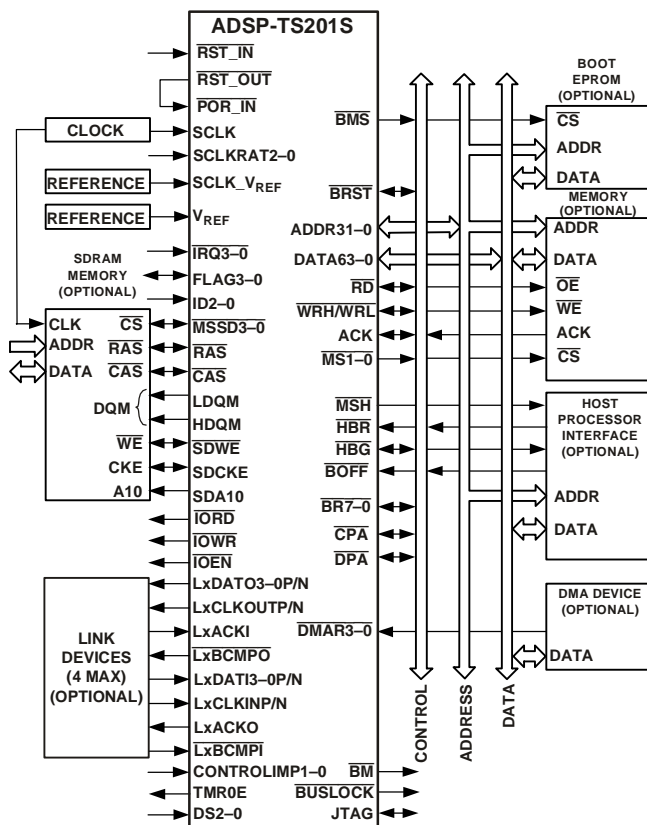 ADSP-TS201S
RST_IN
RST_OUT
POR_IN
CLOCK
SCLK
SCLKRAT2–0
REFERENCE
SCLK_VREF
REFERENCE
VREF
IRQ3–0
SDRAM
MEMORY
(OPTIONAL)
FLAG3–0
ID2–0
CLK
CS
MSSD3–0
ADDR
RAS
RAS
DATA
CAS
CAS
DQM
LDQM
HDQM
WE
SDWE
CKE
SDCKE
A10
SDA10
IORD
IOWR
IOEN
LINK
DEVICES
(4 MAX)
(OPTIONAL)
LxDATO3–0P/N
LxCLKOUTP/N
LxACKI
LxBCMPO
LxDATI3–0P/N
LxCLKINP/N
LxACKO
LxBCMPI
CONTROLIMP1–0
TMR0E
DS2–0
BMS
BRST
ADDR31–0
DATA63–0
RD
WRH/WRL
ACK
MS1–0
MSH
HBR
HBG
BOFF
BR7–0
CPA
DPA
DMAR3–0
BM
BUSLOCK
JTAG
CONTROL
ADDRESS
DATA
BOOT
EPROM
(OPTIONAL)
CS
ADDR
DATA
MEMORY
(OPTIONAL)
ADDR
DATA
OE
WE
ACK
CS
HOST
PROCESSOR
INTERFACE
(OPTIONAL)
ADDR
DATA
DMA DEVICE
(OPTIONAL)
DATA